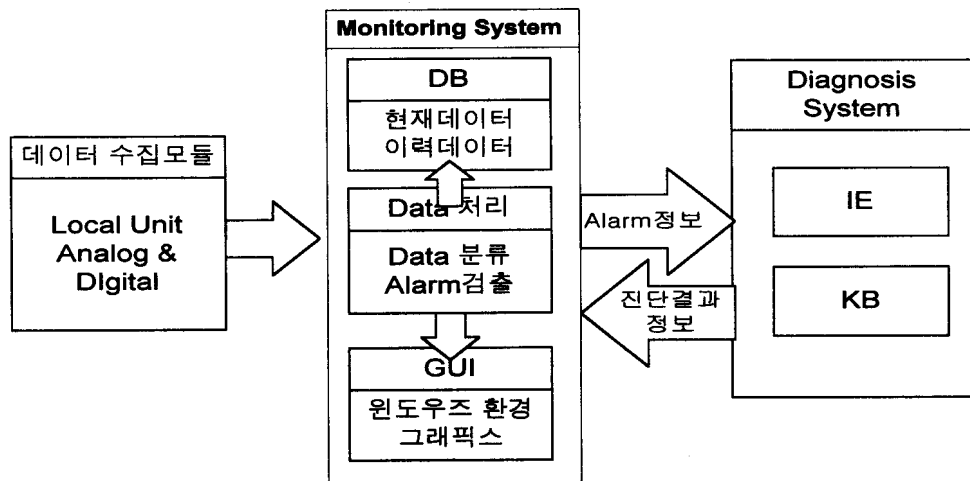 데이터 수집모듈
Local Unit
Analog &
DIgital
Monitoring System
DB
현재데이터
이력데이터
Data 처리
Data 분류
Alarm검출
GUI
윈도우즈 환경
그래픽스
Alarm정보
진단결과
정보
Diagnosis
System
IE
KB